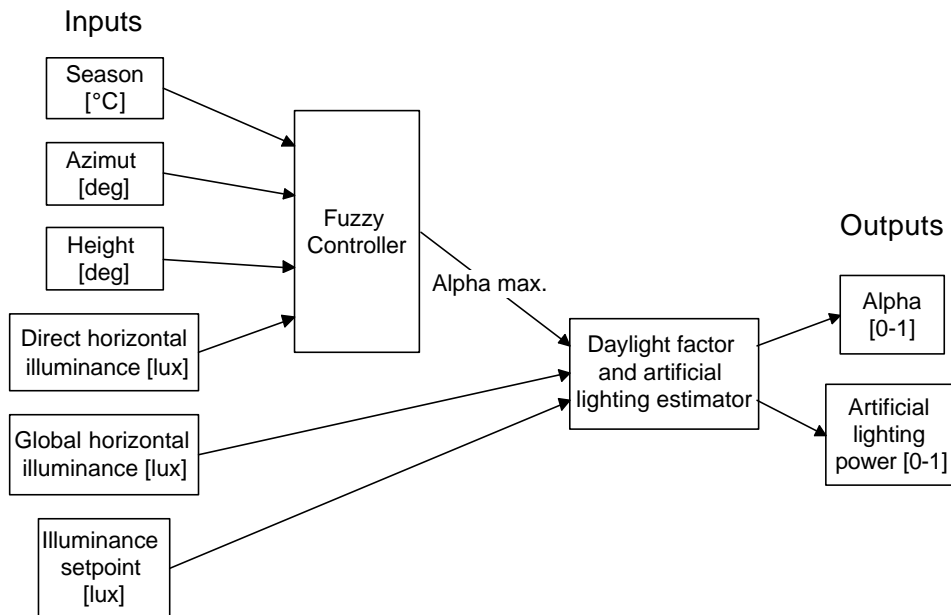 Inputs
Season
[°C]
Azimut
[deg]
Height
[deg]
Direct horizontal
illuminance [lux]
Global horizontal
illuminance [lux]
Illuminance
setpoint
[lux]
Fuzzy
Controller
Alpha max.
Daylight factor
and artificial
lighting estimator
Outputs
Alpha
[0-1]
Artificial
lighting
power [0-1]